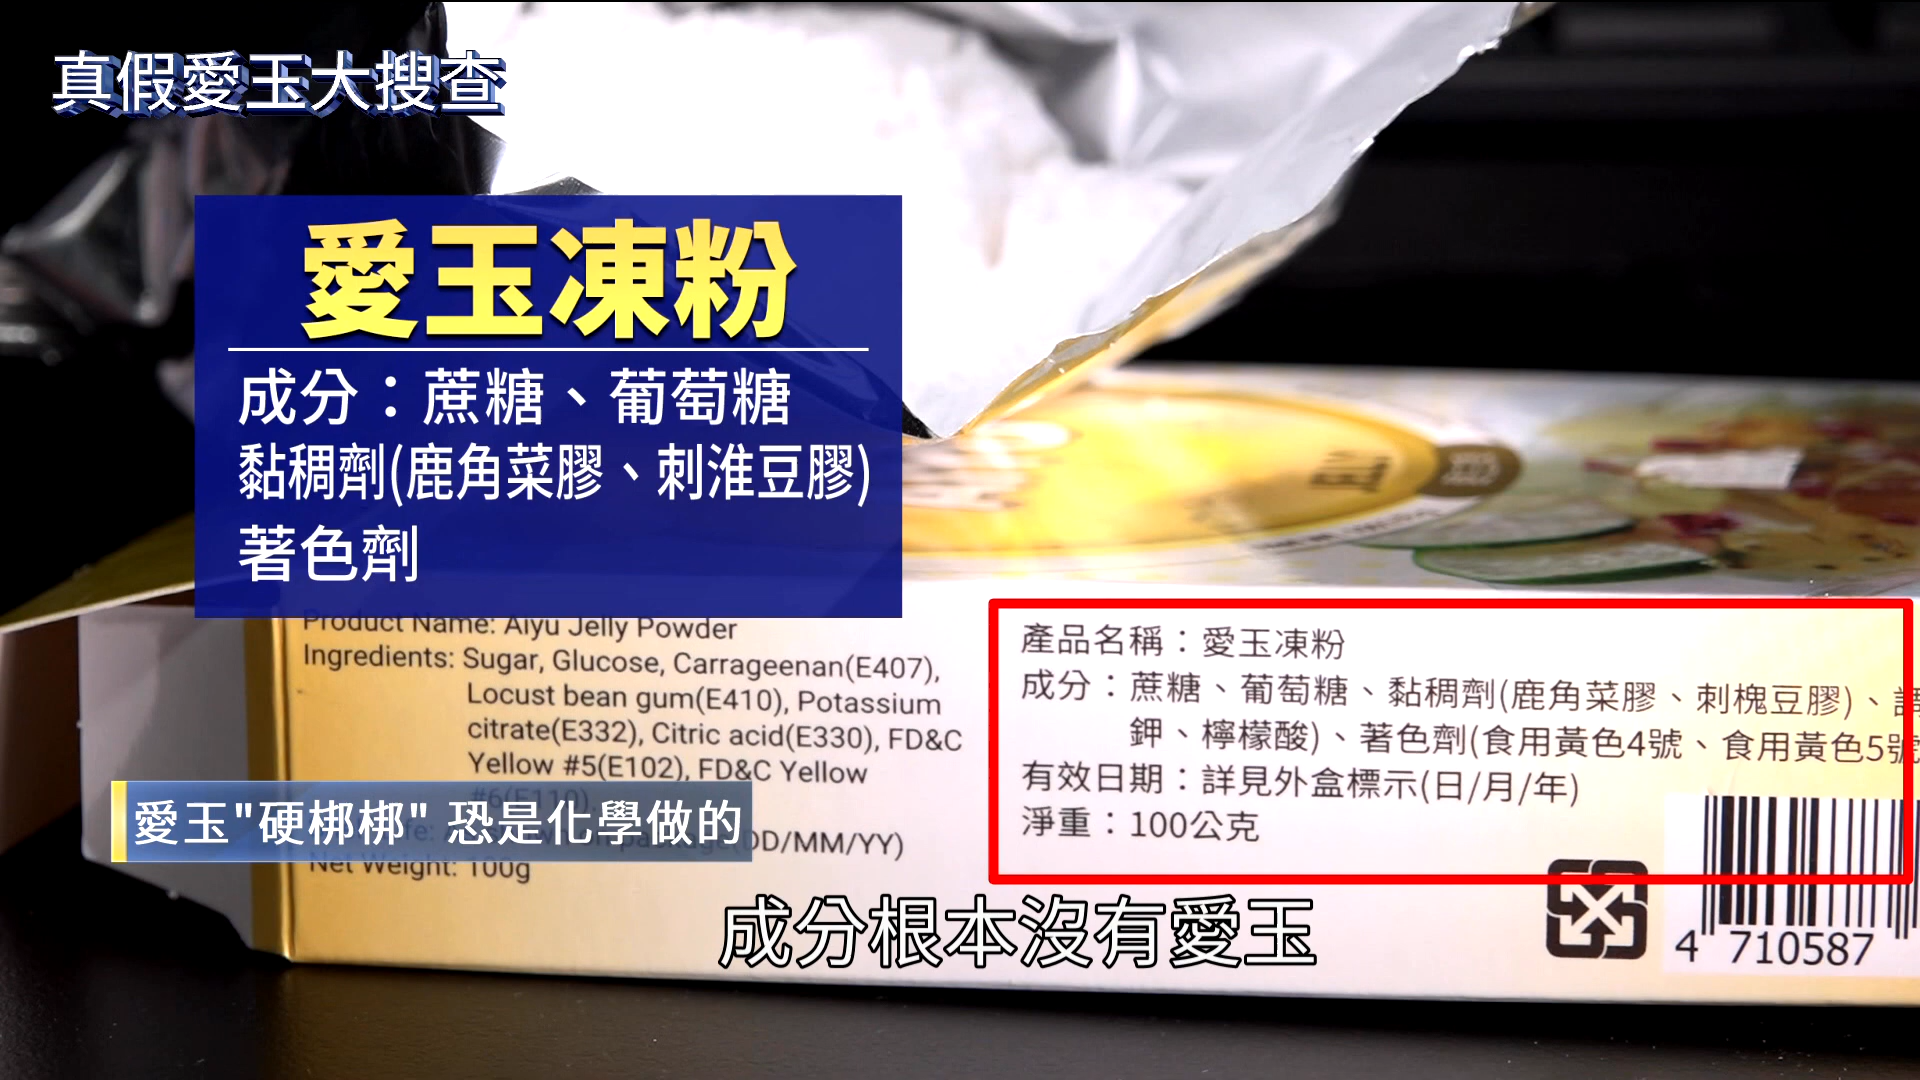 真假愛玉大搜查
愛玉凍粉
成分：蔗糖、葡萄糖
黏稠劑(鹿角菜膠、刺淮豆膠)
著色劑
Product Name: Aiyu Jelly Powder
Ingredients: Sugar, Glucose, Carrageenan(E407),
Locust bean gum(E410), Potassium
citrate(E332), Citric acid(E330), FD&C
Yellow #5(E102), FD&C Yellow
#6(E110)
DD/MM/YY)
Net Weight: 100g
產品名稱：愛玉凍粉
成分：蔗糖、葡萄糖、黏稠劑(鹿角菜膠、刺槐豆膠)、
鉀、檸檬酸)、著色劑(食用黃色4號、食用黃色5號
有效日期：詳見外盒標示(日/月/年)
淨重：100公克
4 710587
愛玉"硬梆梆" 恐是化學做的
成分根本沒有愛玉